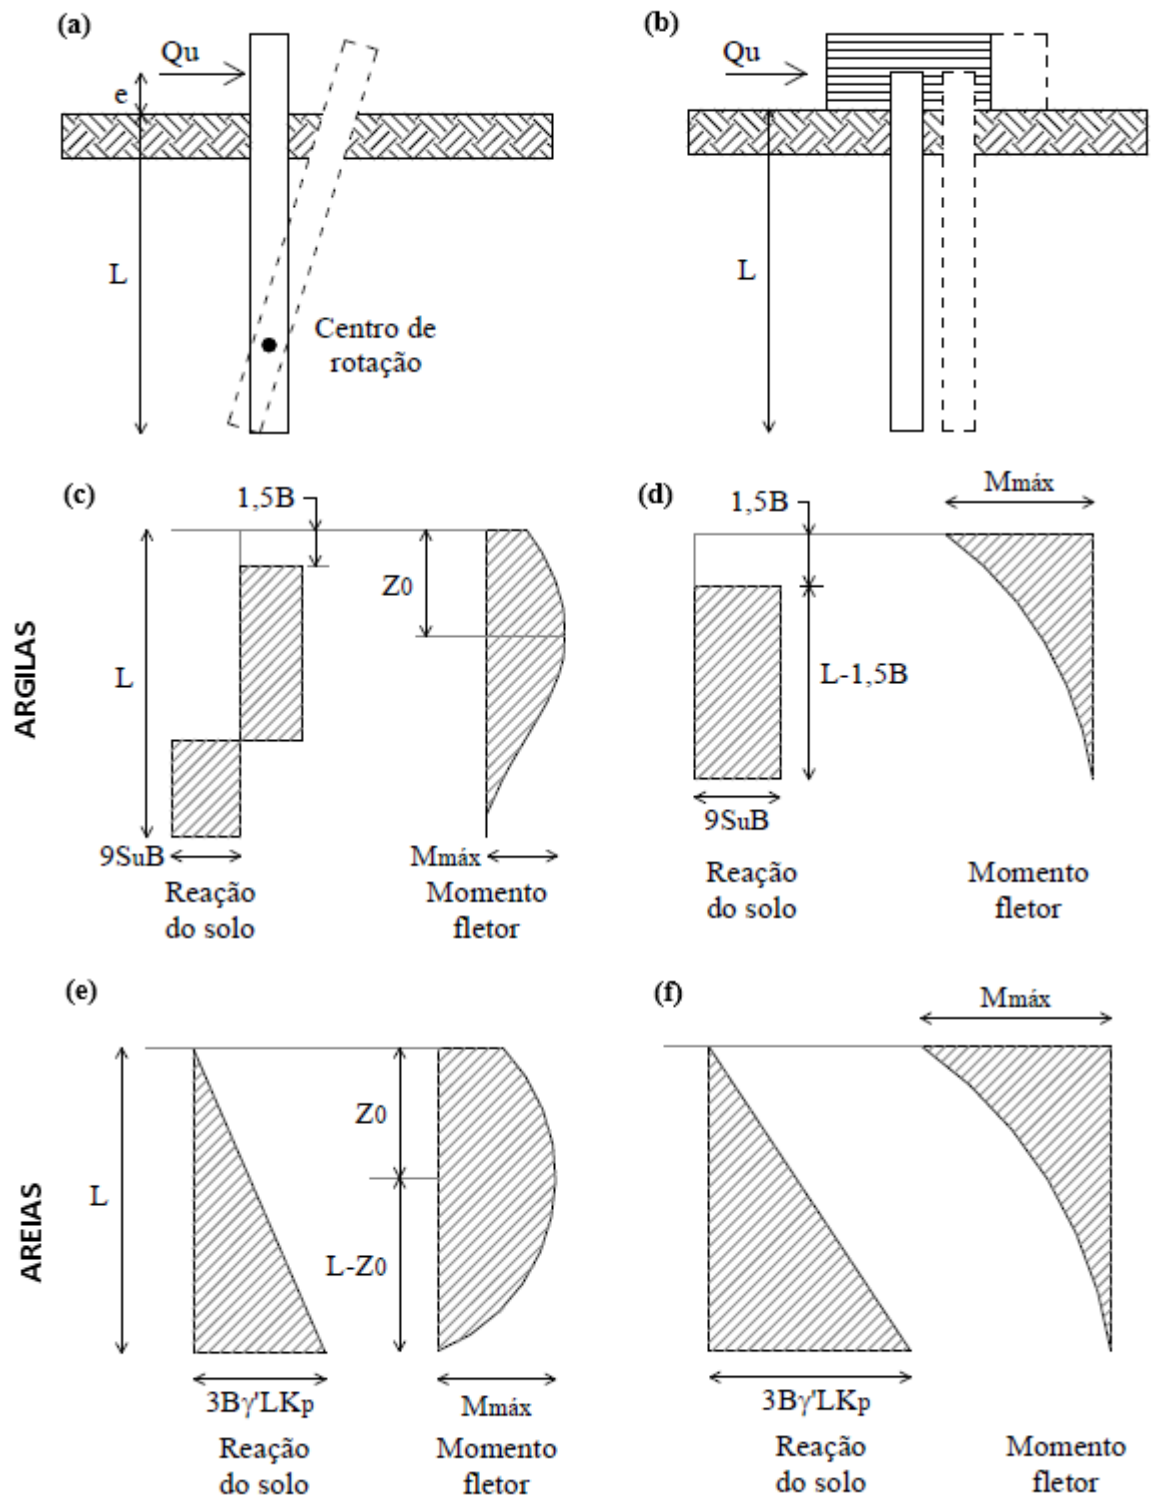 (a)
Qu
e
L
Centro de
rotação
(b)
Qu
L
ARGILAS
(c)
1,5B
Z0
L
9SuB
Mmáx
Reação
do solo
Momento
fletor
(d)
Mmáx
1,5B
L-1,5B
9SuB
Reação
do solo
Momento
fletor
AREIAS
(e)
Z0
L
L-Z0
3Bγ'LKp
Mmáx
Reação
do solo
Momento
fletor
(f)
Mmáx
3Bγ'LKp
Reação
do solo
Momento
fletor